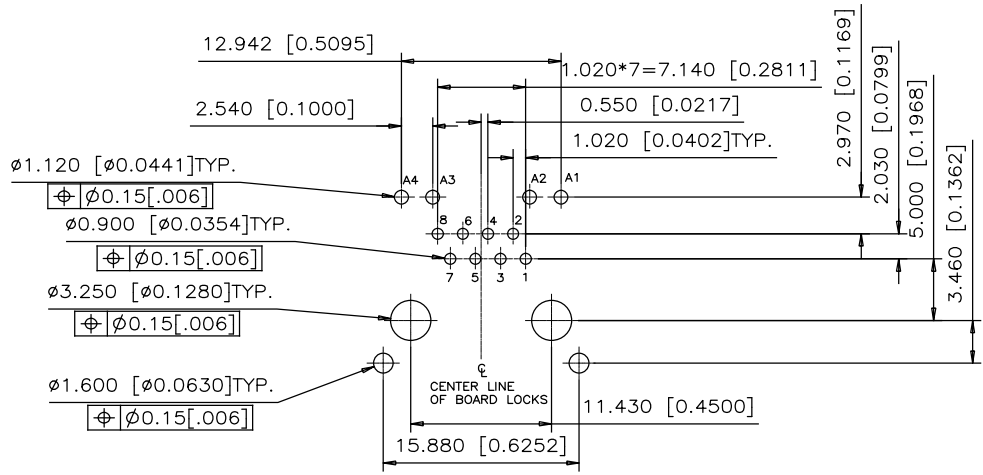 12.942 [0.5095]
1.020*7=7.140 [0.2811]
2.540 [0.1000]
0.550 [0.0217]
1.020 [0.0402]TYP.
2.970 [0.1169]
2.030 [0.0799]
5.000 [0.1968]
3.460 [0.1362]
ø1.120 [ø0.0441]TYP.
⌖ Ø0.15[.006]
A4 A3 A2 A1
ø0.900 [ø0.0354]TYP.
⌖ Ø0.15[.006]
8 6 4 2
7 5 3 1
ø3.250 [ø0.1280]TYP.
⌖ Ø0.15[.006]
ø1.600 [ø0.0630]TYP.
⌖ Ø0.15[.006]
℄
CENTER LINE
OF BOARD LOCKS
11.430 [0.4500]
15.880 [0.6252]